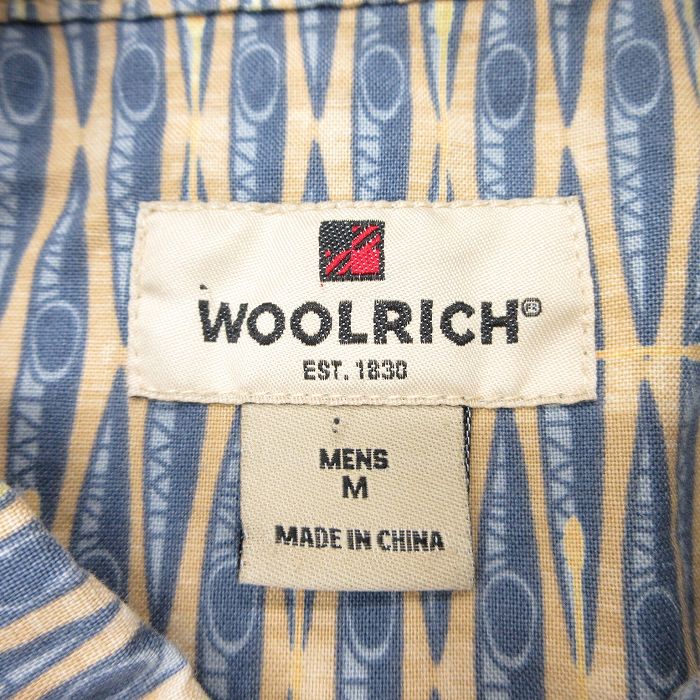 WOOLRICH®
EST. 1830
MENS
M
MADE IN CHINA